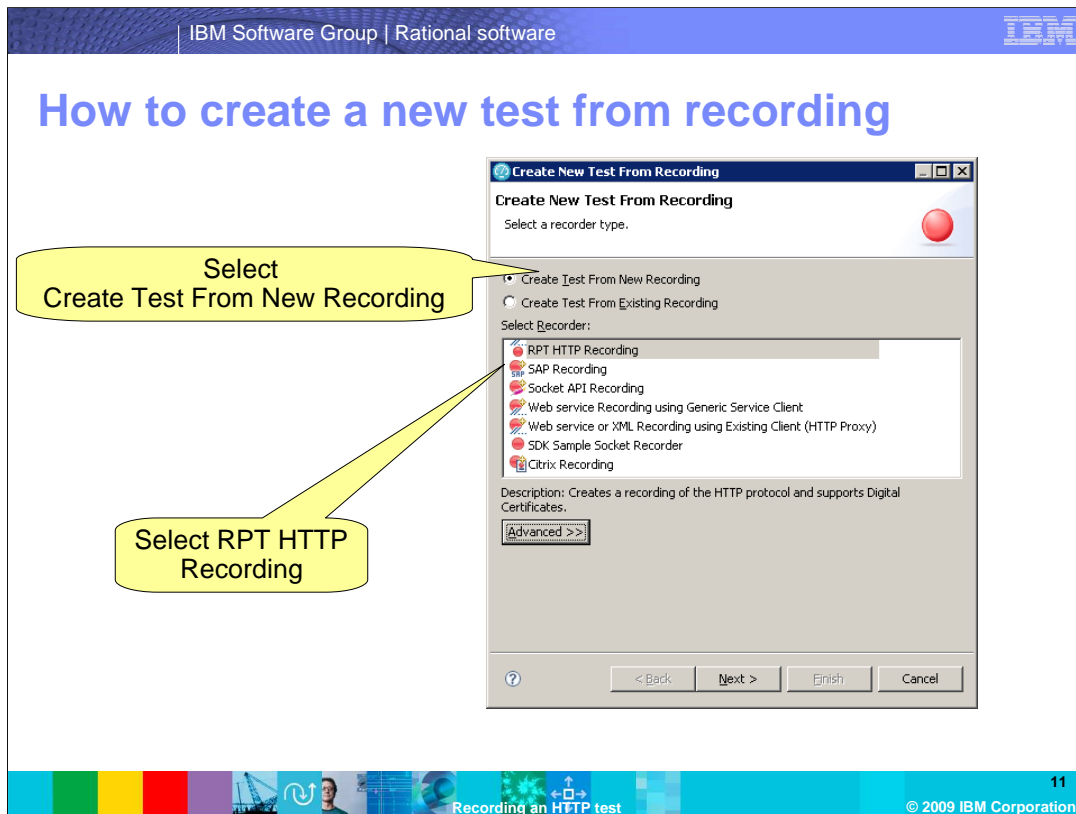 IBM Software Group | Rational software
IBM
How to create a new test from recording
Create New Test From Recording
Create New Test From Recording
Select a recorder type.
Select
Create Test From New Recording
Create Test From New Recording
Create Test From Existing Recording
Select Recorder:
RPT HTTP Recording
SAP Recording
Socket API Recording
Web service Recording using Generic Service Client
Web service or XML Recording using Existing Client (HTTP Proxy)
SDK Sample Socket Recorder
Citrix Recording
Description: Creates a recording of the HTTP protocol and supports Digital
Certificates.
Advanced >>
Select RPT HTTP
Recording
?
< Back
Next >
Finish
Cancel
Recording an HTTP test
11
© 2009 IBM Corporation